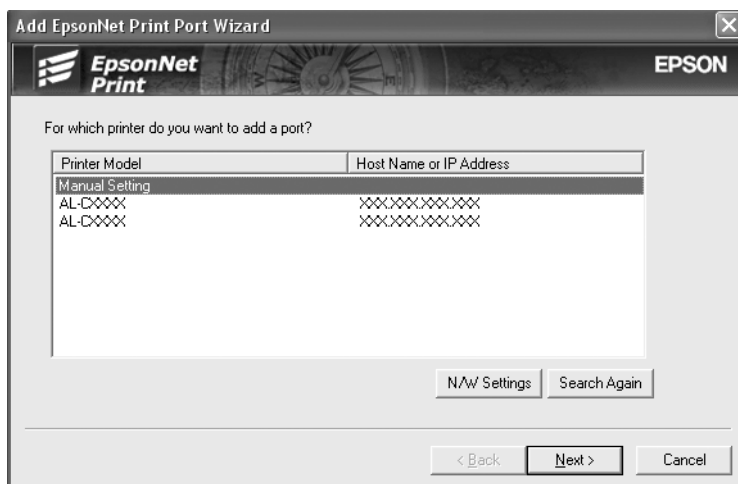 Add EpsonNet Print Port Wizard
EpsonNet
Print
EPSON
For which printer do you want to add a port?
Printer Model Host Name or IP Address
Manual Setting
AL-CXXXX XXX.XXX.XXX.XXX
AL-CXXXX XXX.XXX.XXX.XXX
N/W Settings Search Again
< Back Next > Cancel